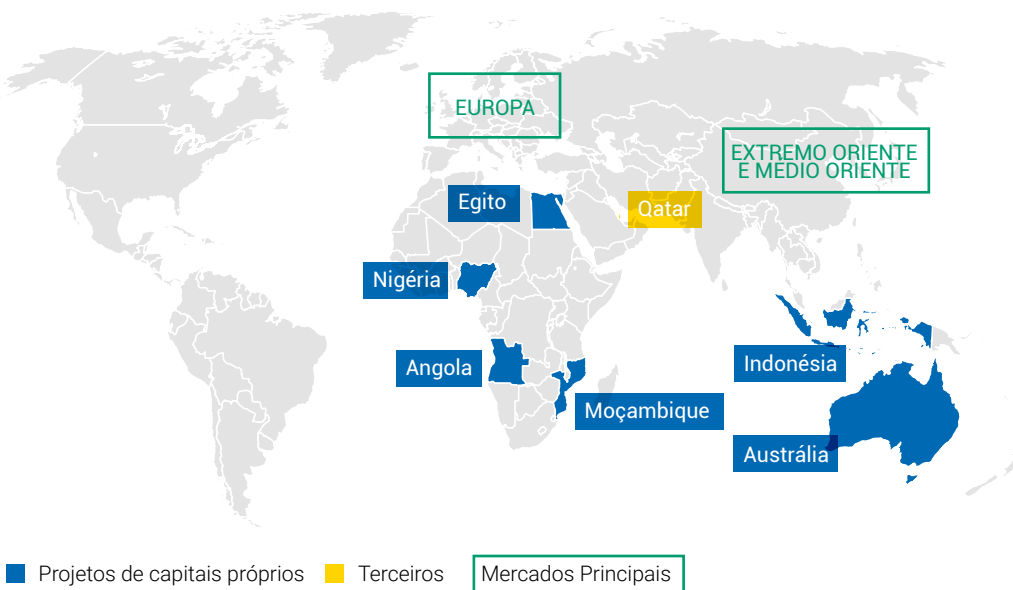 EUROPA
EXTREMO ORIENTE
E MÉDIO ORIENTE
Egito
Qatar
Nigéria
Angola
Indonésia
Moçambique
Austrália
Projetos de capitais próprios
Terceiros
Mercados Principais